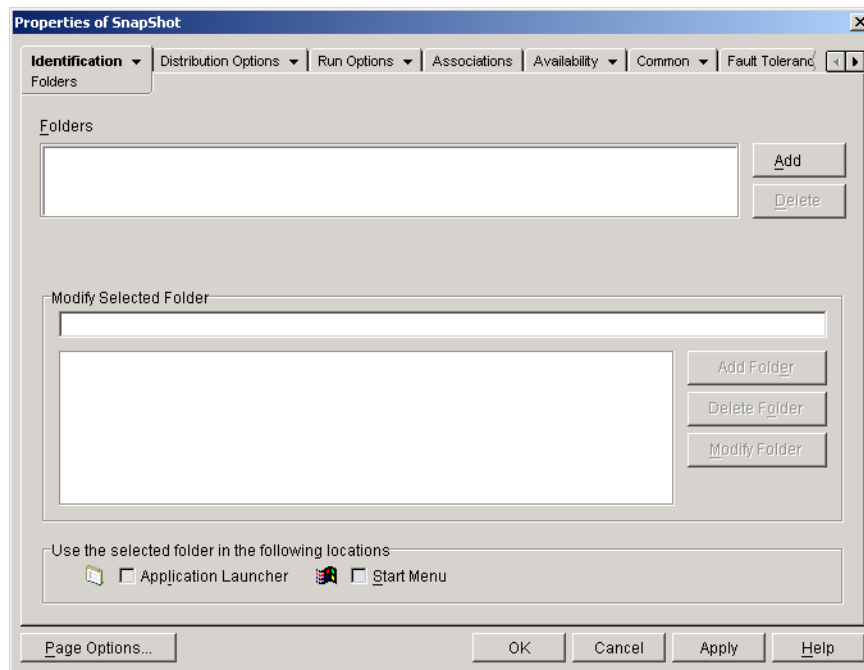 Properties of SnapShot
Identification Distribution Options Run Options Associations Availability Common Fault Toleranc
Folders
Folders
Add
Delete
Modify Selected Folder
Add Folder
Delete Folder
Modify Folder
Use the selected folder in the following locations
Application Launcher Start Menu
Page Options... OK Cancel Apply Help